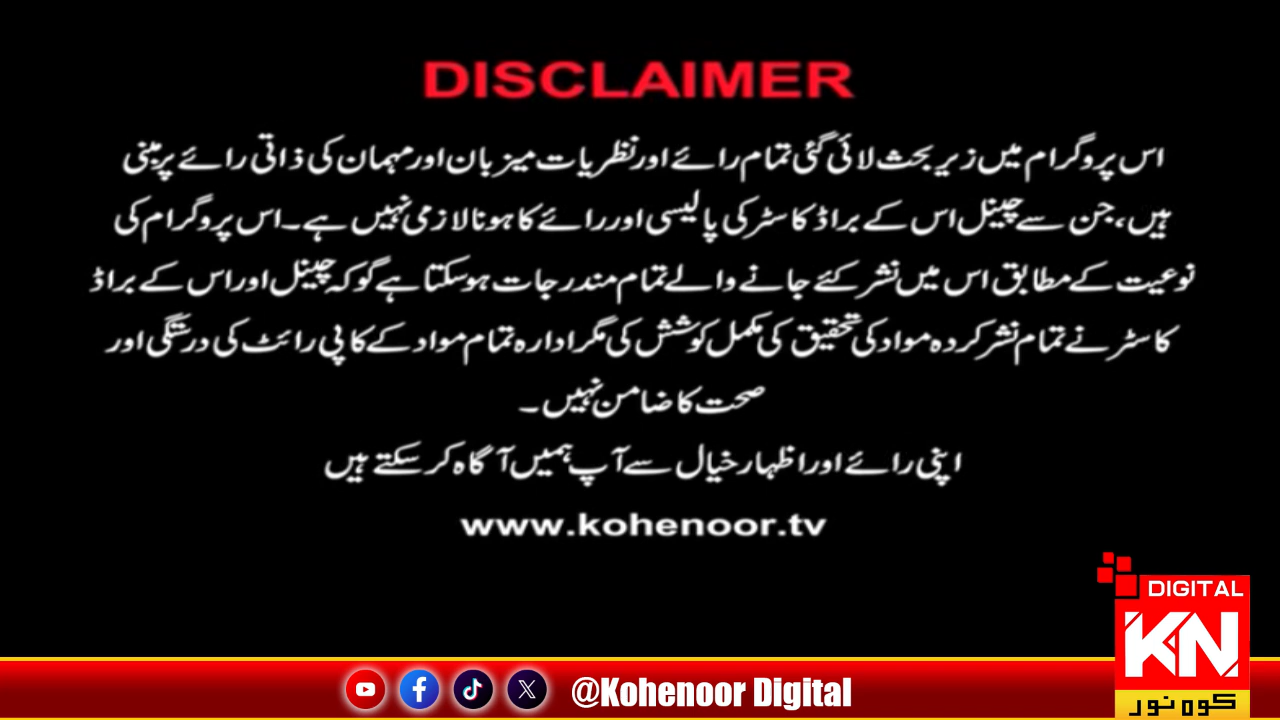 DISCLAIMER
اس پروگرام میں زیر بحث لائی گئی تمام رائے اور نظریات میزبان اور مہمان کی ذاتی رائے پر مبنی
ہیں، جن سے چینل اس کے براڈ کاسٹر کی پالیسی اور رائے کا ہونا لازمی نہیں ہے۔ اس پروگرام کی
نوعیت کے مطابق اس میں نشر کئے جانے والے تمام مندرجات ہو سکتا ہے گو کہ چینل اور اس کے براڈ
کاسٹر نے تمام نشر کردہ مواد کی تحقیق کی مکمل کوشش کی مگر ادارہ تمام مواد کے کاپی رائٹ کی درستگی اور
صحت کا ضامن نہیں ۔
اپنی رائے اور اظہار خیال سے آپ ہمیں آگاہ کر سکتے ہیں
www.kohenoor.tv
DIGITAL
KN
کوہ نور
@Kohenoor Digital